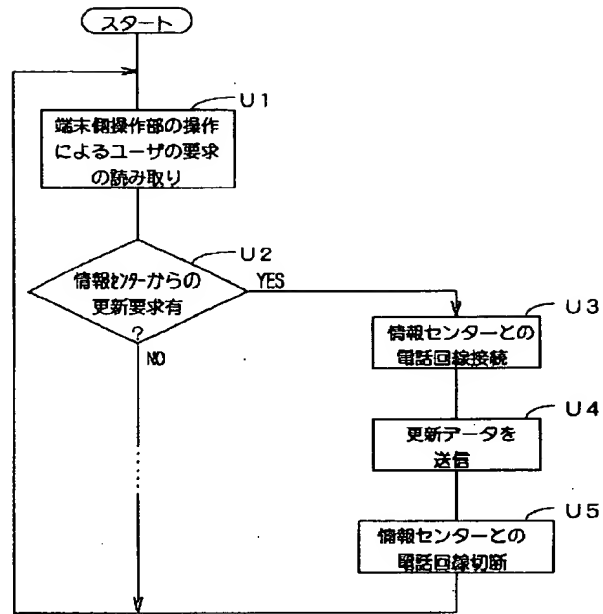 スタート
U1
端末側操作部の操作
によるユーザの要求
の読み取り
U2
情報ｾﾝﾀｰからの
更新要求有
?
YES
NO
U3
情報センターとの
電話回線接続
U4
更新データを
送信
U5
情報センターとの
電話回線切断